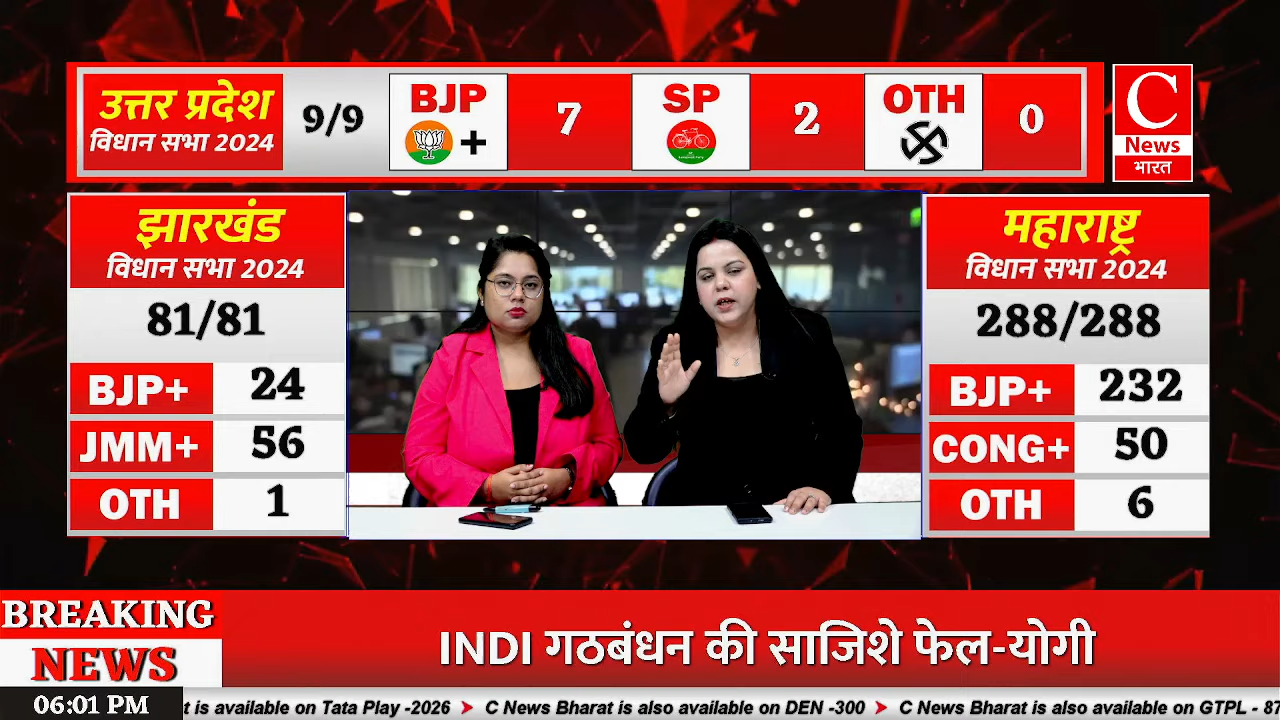 उत्तर प्रदेश
विधान सभा 2024
9/9
BJP
+
7
SP
2
OTH
0
C
News
भारत
झारखंड
विधान सभा 2024
81/81
BJP+ 24
JMM+ 56
OTH 1
महाराष्ट्र
विधान सभा 2024
288/288
BJP+ 232
CONG+ 50
OTH 6
BREAKING
NEWS
INDI गठबंधन की साजिशे फेल-योगी
06:01 PM
t is available on Tata Play -2026 ➤ C News Bharat is also available on DEN -300 ➤ C News Bharat is also available on GTPL - 87